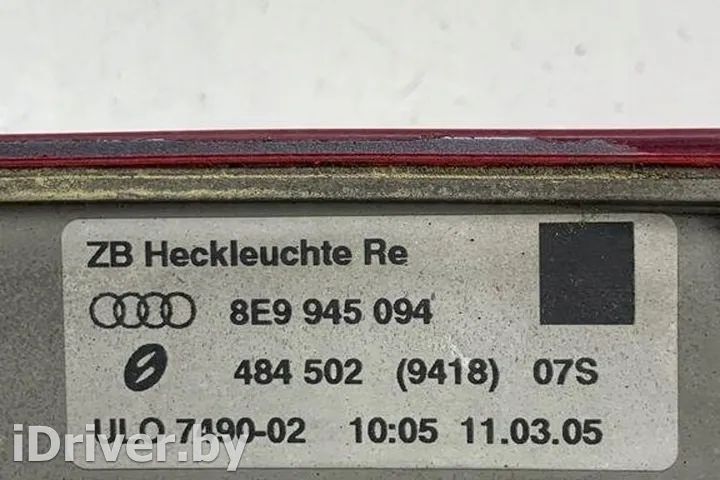 ZB Heckleuchte Re
8E9 945 094
484 502 (9418) 07S
ULO 7490-02 10:05 11.03.05
iDriver.by